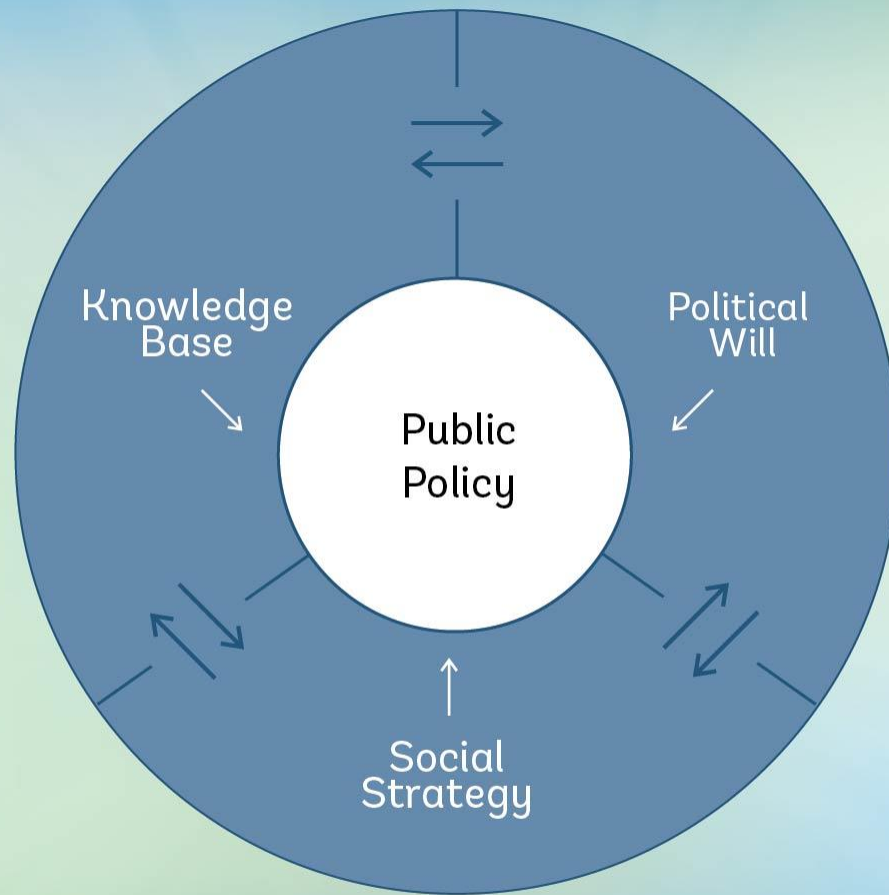 Knowledge
Base
Political
Will
Public
Policy
Social
Strategy